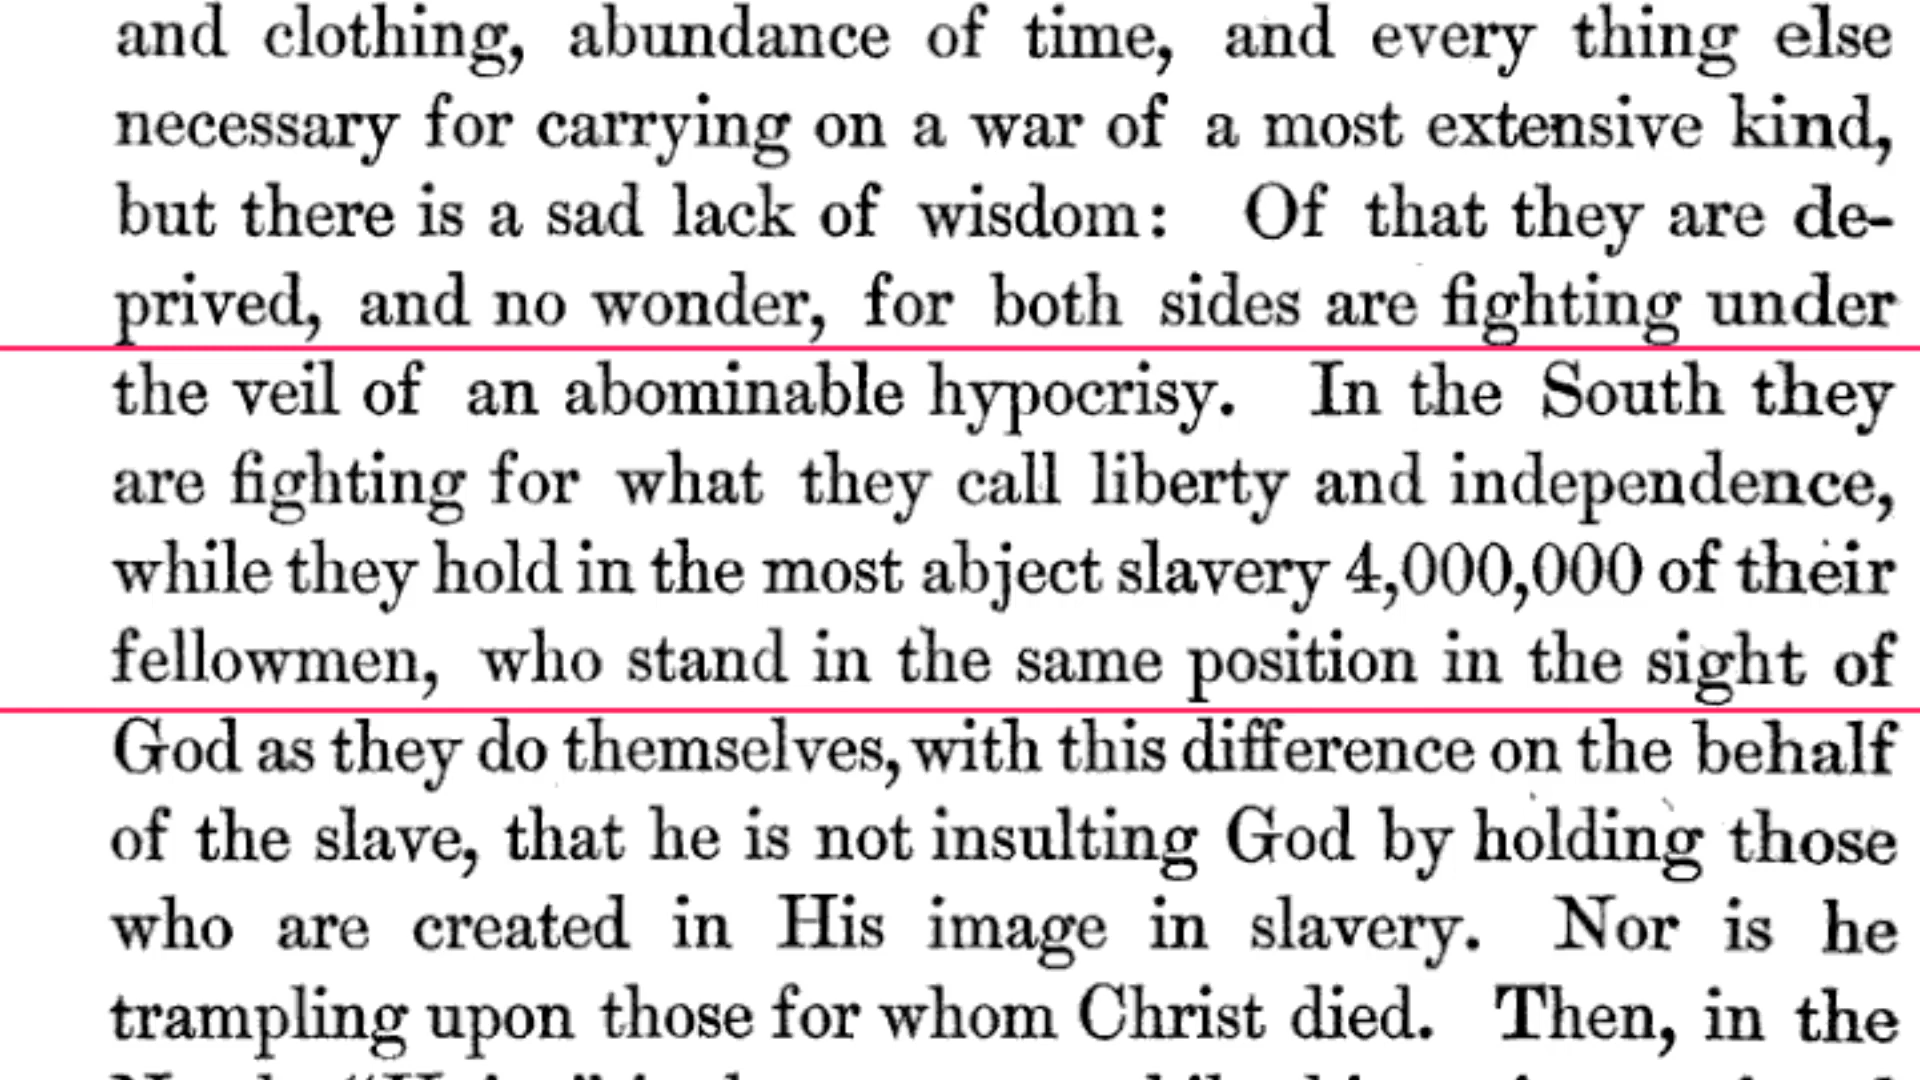 and clothing, abundance of time, and every thing else
necessary for carrying on a war of a most extensive kind,
but there is a sad lack of wisdom: Of that they are de-
prived, and no wonder, for both sides are fighting under
the veil of an abominable hypocrisy. In the South they
are fighting for what they call liberty and independence,
while they hold in the most abject slavery 4,000,000 of their
fellowmen, who stand in the same position in the sight of
God as they do themselves, with this difference on the behalf
of the slave, that he is not insulting God by holding those
who are created in His image in slavery. Nor is he
trampling upon those for whom Christ died. Then, in the